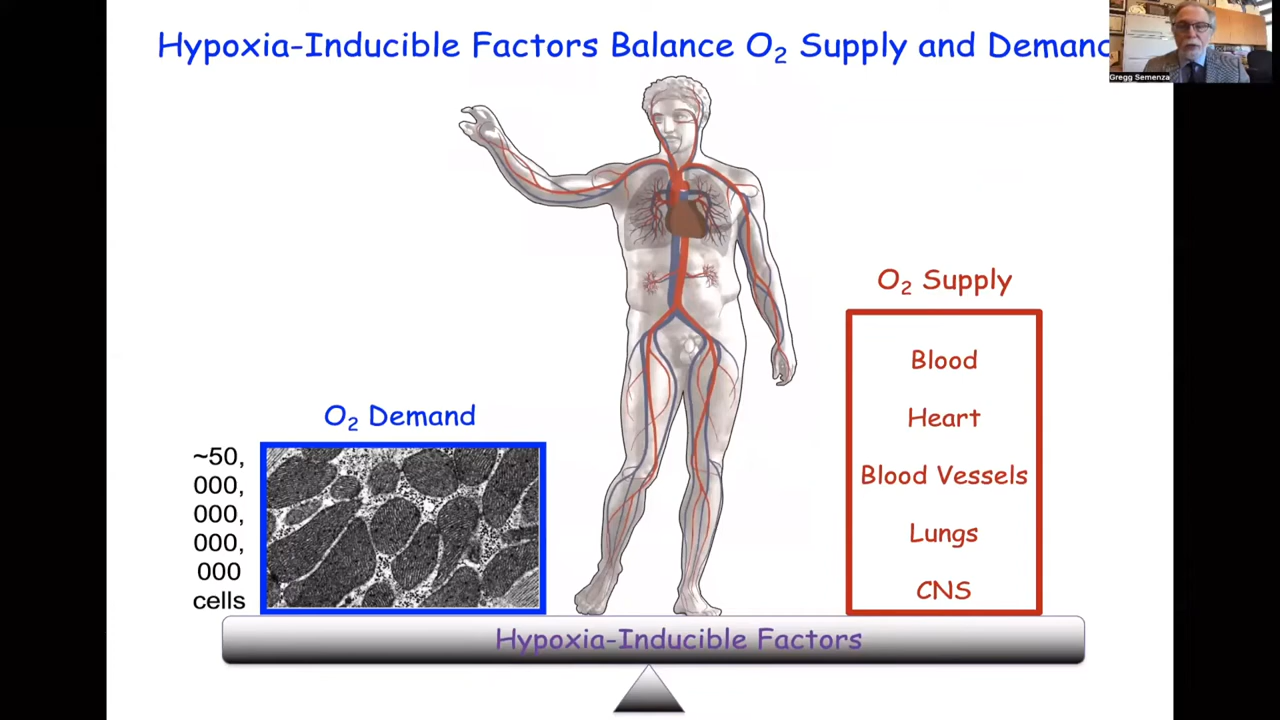 Hypoxia-Inducible Factors Balance O₂ Supply and Demand
Gregg Semenza
O₂ Supply
Blood
Heart
Blood Vessels
Lungs
CNS
O₂ Demand
~50,
000,
000,
000,
000
cells
Hypoxia-Inducible Factors